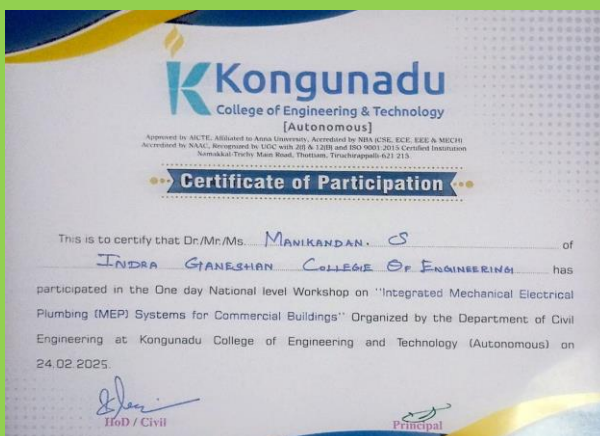 Kongunadu
College of Engineering & Technology
[Autonomous]
Approved by AICTE, Affiliated to Anna University, Accredited by NBA (CSE, ECE, EEE & MECH)
Accredited by NAAC, Recognized by UGC with 2(f) & 12(B) and ISO 9001:2015 Certified Institution
Namakkal-Trichy Main Road, Thottiam, Tiruchirappalli-621 215
Certificate of Participation
This is to certify that Dr./Mr./Ms. MANIKANDAN. S of
INDRA GANESHAN COLLEGE OF ENGINEERING has
participated in the One day National level Workshop on "Integrated Mechanical Electrical
Plumbing (MEP) Systems for Commercial Buildings" Organized by the Department of Civil
Engineering at Kongunadu College of Engineering and Technology (Autonomous) on
24.02.2025.
HoD / Civil
Principal